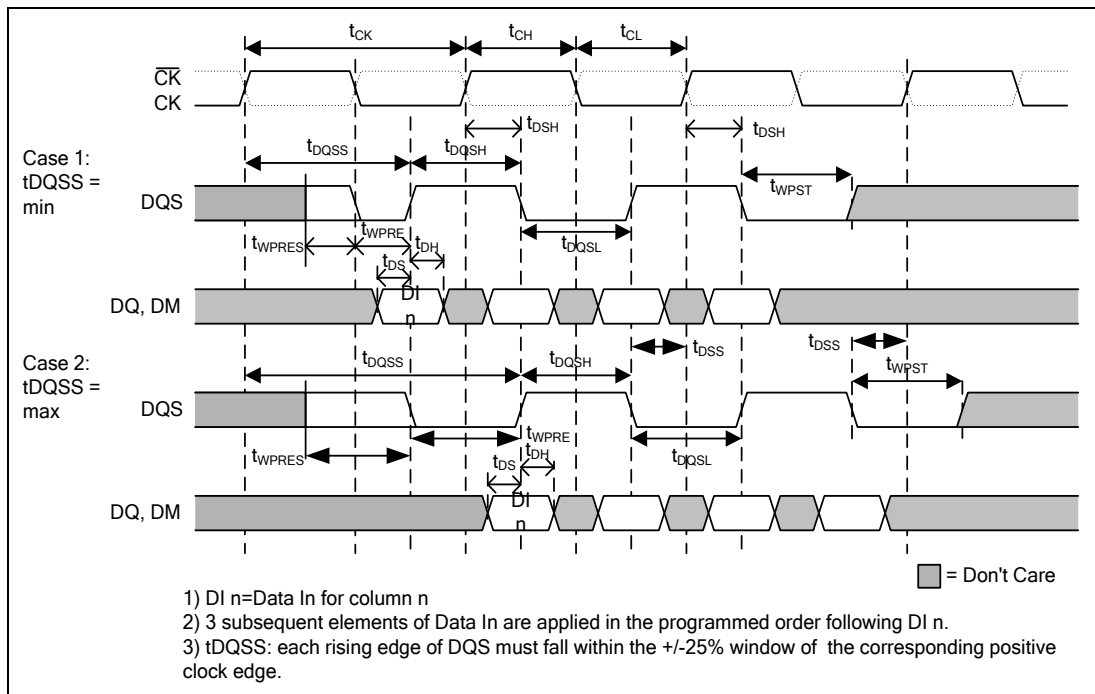 tCK
tCH
tCL
CK
CK
tDSH
tDSH
Case 1:
tDQSS =
min
tDQSS
tDQSH
tWPST
DQS
tWPRES
tWPRE
tDH
tDQSL
tDS
DI
n
DQ, DM
tDSS
tDSS
Case 2:
tDQSS =
max
tDQSS
tDQSH
tWPST
DQS
tWPRE
tWPRES
tDQSL
tDH
tDS
DI
n
DQ, DM
= Don't Care
1) DI n=Data In for column n
2) 3 subsequent elements of Data In are applied in the programmed order following DI n.
3) tDQSS: each rising edge of DQS must fall within the +/-25% window of the corresponding positive
clock edge.